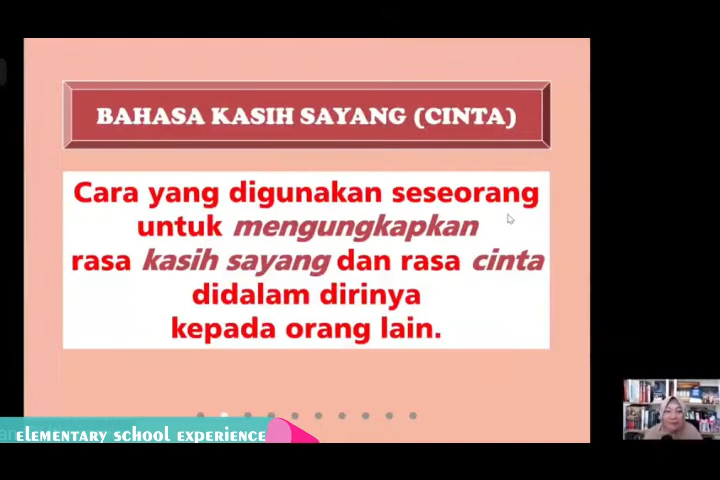 BAHASA KASIH SAYANG (CINTA)
Cara yang digunakan seseorang
untuk mengungkapkan
rasa kasih sayang dan rasa cinta
didalam dirinya
kepada orang lain.
elementary school experience